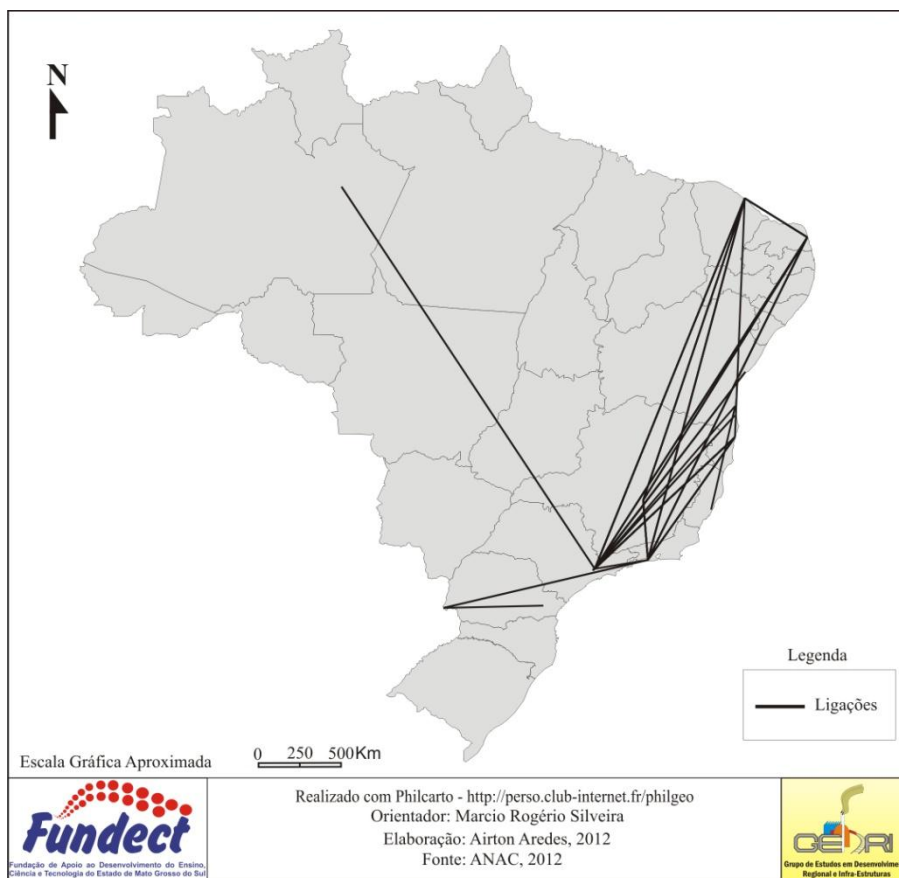 N
Legenda
Ligações
Escala Gráfica Aproximada
0 250 500Km
Fundect
Fundação de Apoio ao Desenvolvimento do Ensino,
Ciência e Tecnologia do Estado de Mato Grosso do Sul
Realizado com Philcarto - http://perso.club-internet.fr/philgeo
Orientador: Marcio Rogério Silveira
Elaboração: Airton Aredes, 2012
Fonte: ANAC, 2012
GEDRI
Grupo de Estudos em Desenvolvime
Regional e Infra-Estruturas